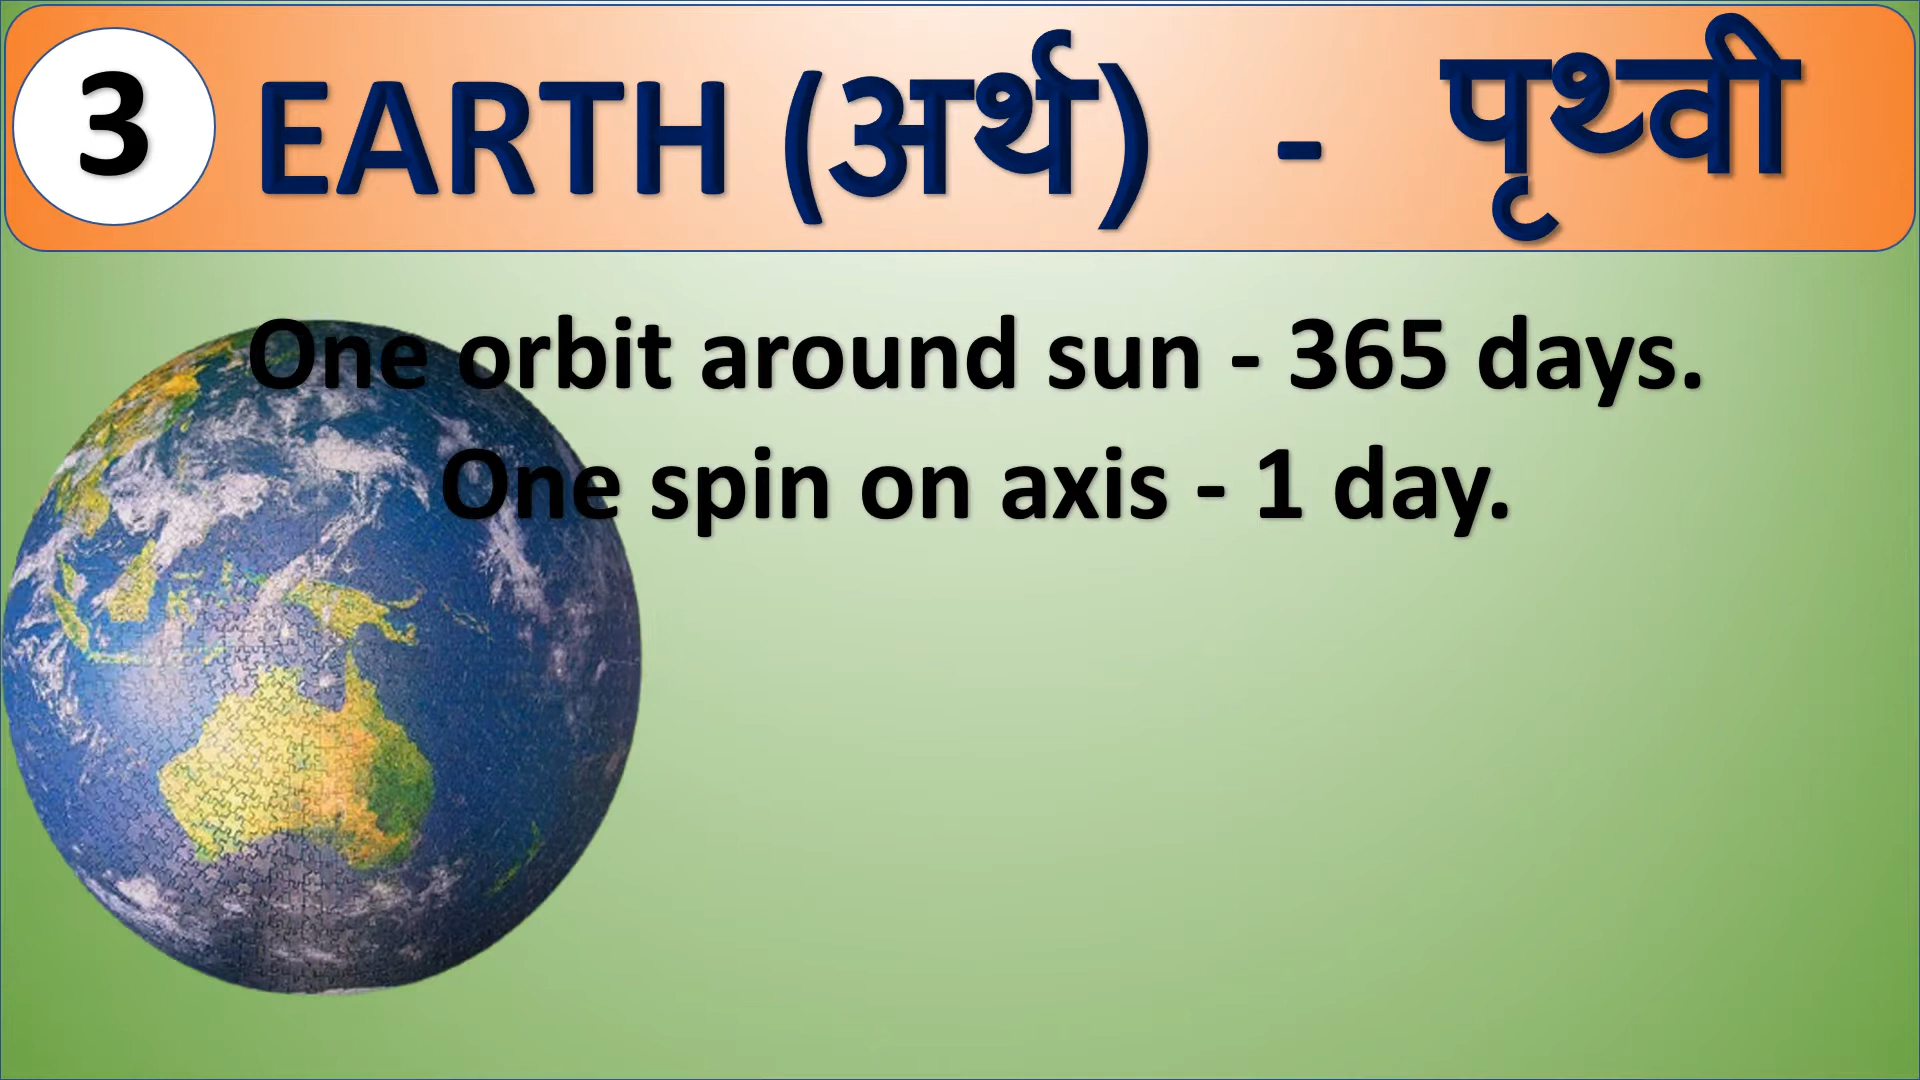 3 EARTH (अर्थ) - पृथ्वी
One orbit around sun - 365 days.
One spin on axis - 1 day.